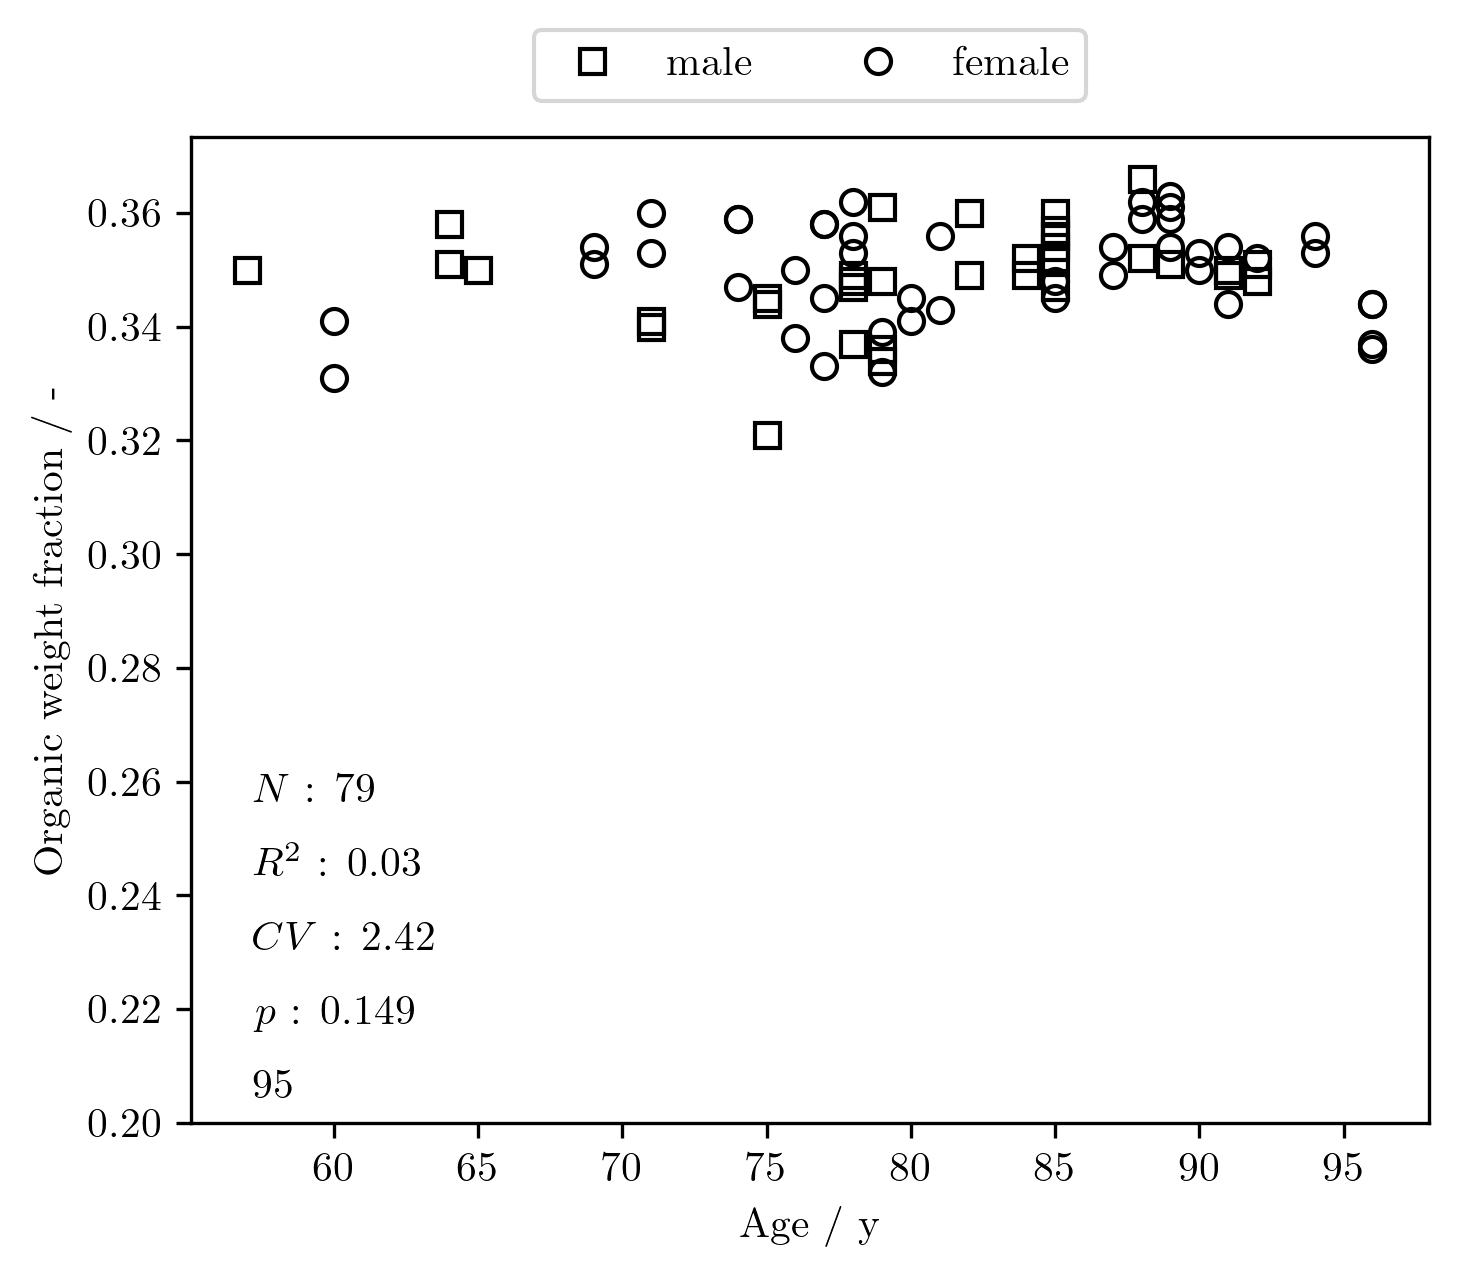 male female
0.36
0.34
0.32
0.30
0.28
0.26
0.24
0.22
0.20
Organic weight fraction / -
N : 79
R² : 0.03
CV : 2.42
p : 0.149
95
60 65 70 75 80 85 90 95
Age / y